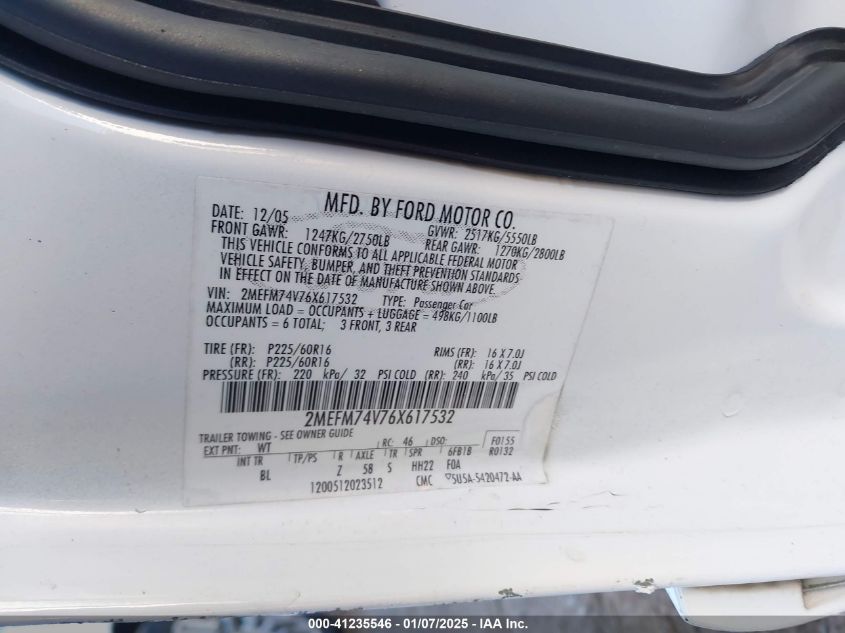 MFD. BY FORD MOTOR CO.
DATE: 12/05 GVWR: 2517KG/5550LB
FRONT GAWR: 1247KG/2750LB REAR GAWR: 1270KG/2800LB
THIS VEHICLE CONFORMS TO ALL APPLICABLE FEDERAL MOTOR
VEHICLE SAFETY, BUMPER, AND THEFT PREVENTION STANDARDS
IN EFFECT ON THE DATE OF MANUFACTURE SHOWN ABOVE.
VIN: 2MEFM74V76X617532 TYPE: Passenger Car
MAXIMUM LOAD = OCCUPANTS + LUGGAGE = 498KG/1100LB
OCCUPANTS = 6 TOTAL; 3 FRONT, 3 REAR
TIRE (FR): P225/60R16 RIMS (FR): 16 X 7.0J
(RR): P225/60R16 (RR): 16 X 7.0J
PRESSURE (FR): 220 kPa/ 32 PSI COLD (RR): 240 kPa/ 35 PSI COLD
2MEFM74V76X617532
TRAILER TOWING - SEE OWNER GUIDE
EXT PNT: WT RC: 46 DSO: F0155
INT TR TP/PS R AXLE TR SPR 6FB1B R0132
BL Z 58 S HH22 FOA
1200512023512 CMC 5U5A-5420472-AA
000-41235546 - 01/07/2025 - IAA Inc.